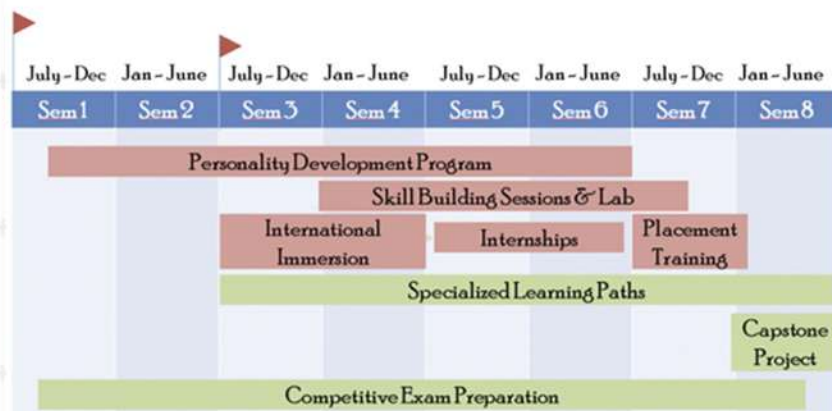 July-Dec Jan-June July-Dec Jan-June July-Dec Jan-June July-Dec Jan-June
Sem 1 Sem 2 Sem 3 Sem 4 Sem 5 Sem 6 Sem 7 Sem 8
Personality Development Program
Skill Building Sessions & Lab
International
Immersion
Internships
Placement
Training
Specialized Learning Paths
Capstone
Project
Competitive Exam Preparation